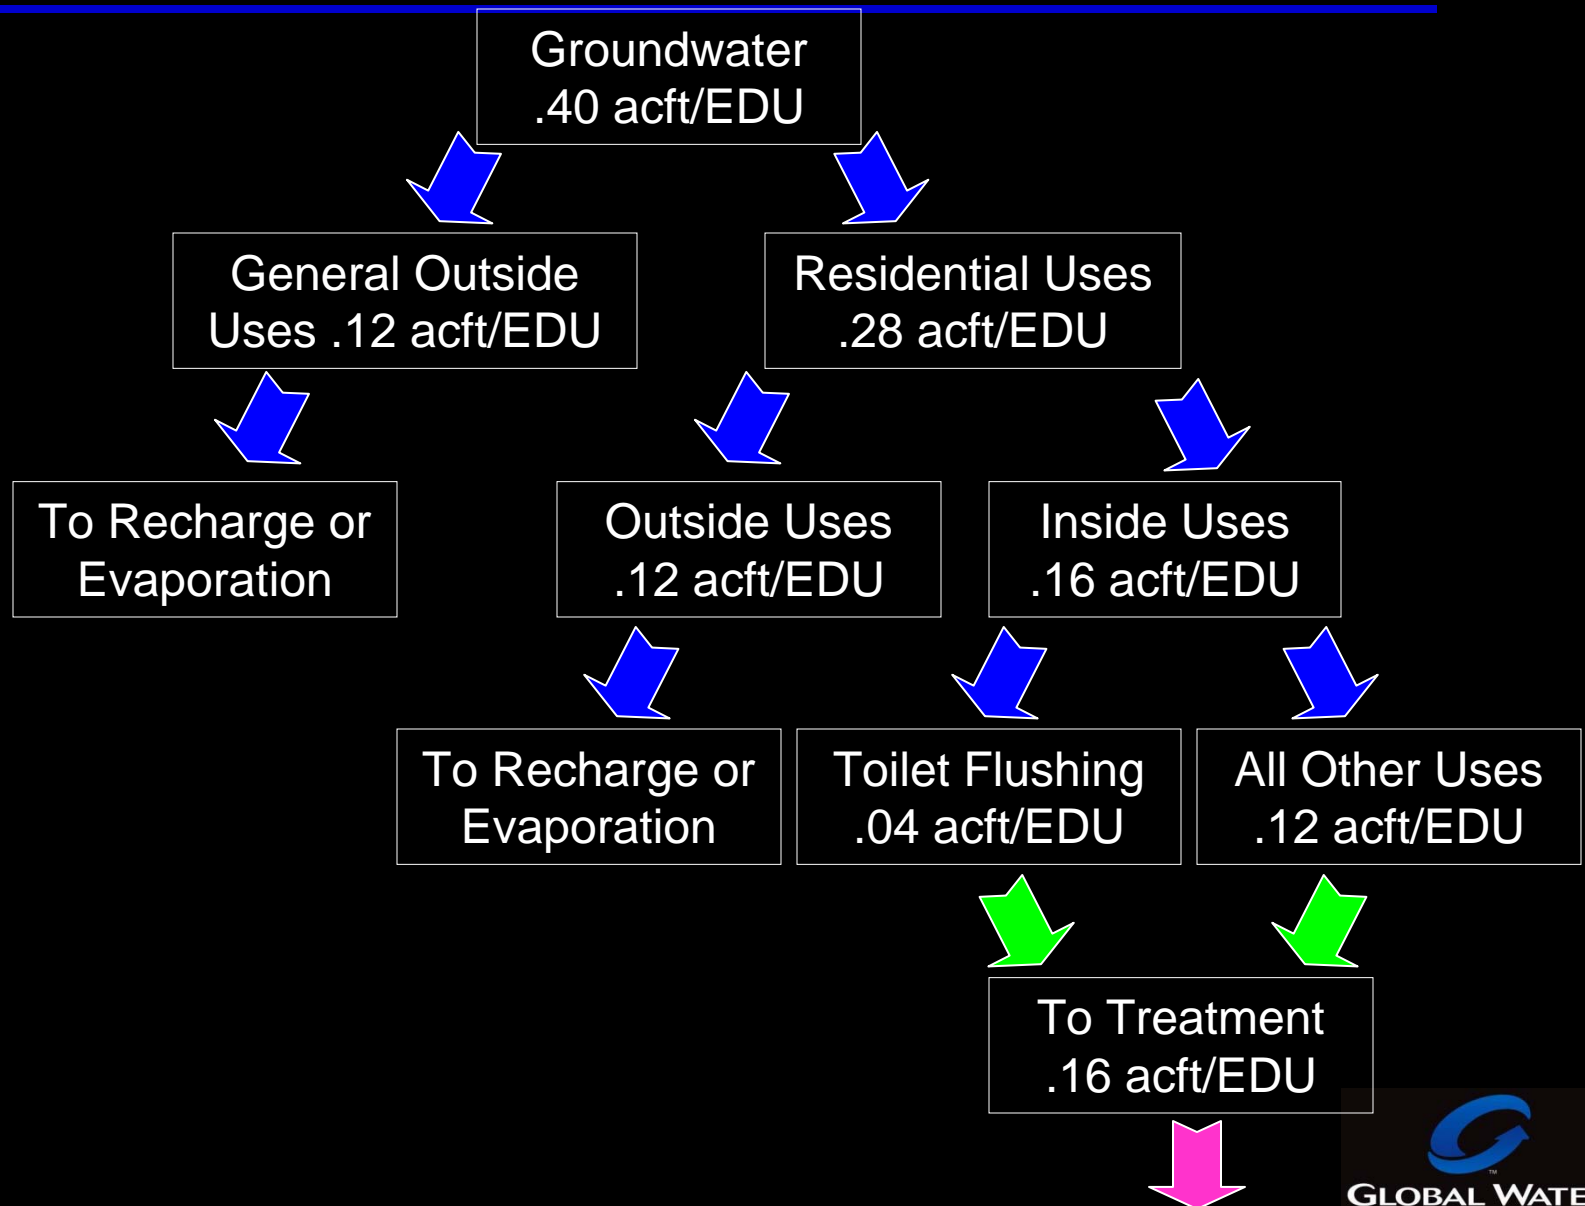 Groundwater
.40 acft/EDU
General Outside
Uses .12 acft/EDU
Residential Uses
.28 acft/EDU
To Recharge or
Evaporation
Outside Uses
.12 acft/EDU
Inside Uses
.16 acft/EDU
To Recharge or
Evaporation
Toilet Flushing
.04 acft/EDU
All Other Uses
.12 acft/EDU
To Treatment
.16 acft/EDU
TM
GLOBAL WATE